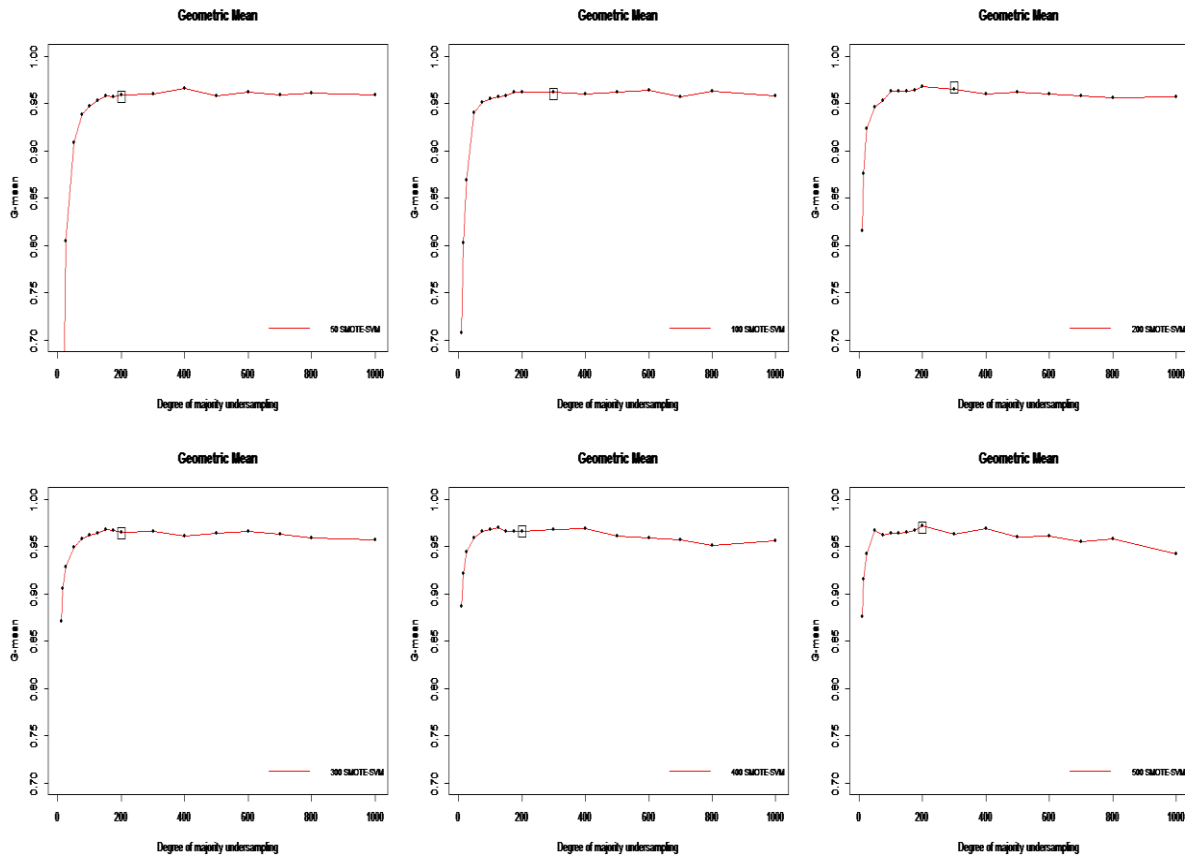 Geometric Mean
G-mean
1.00
0.95
0.90
0.85
0.80
0.75
0.70
50 SMOTE-SVM
0 200 400 600 800 1000
Degree of majority undersampling
Geometric Mean
G-mean
1.00
0.95
0.90
0.85
0.80
0.75
0.70
100 SMOTE-SVM
0 200 400 600 800 1000
Degree of majority undersampling
Geometric Mean
G-mean
1.00
0.95
0.90
0.85
0.80
0.75
0.70
200 SMOTE-SVM
0 200 400 600 800 1000
Degree of majority undersampling
Geometric Mean
G-mean
1.00
0.95
0.90
0.85
0.80
0.75
0.70
300 SMOTE-SVM
0 200 400 600 800 1000
Degree of majority undersampling
Geometric Mean
G-mean
1.00
0.95
0.90
0.85
0.80
0.75
0.70
400 SMOTE-SVM
0 200 400 600 800 1000
Degree of majority undersampling
Geometric Mean
G-mean
1.00
0.95
0.90
0.85
0.80
0.75
0.70
500 SMOTE-SVM
0 200 400 600 800 1000
Degree of majority undersampling